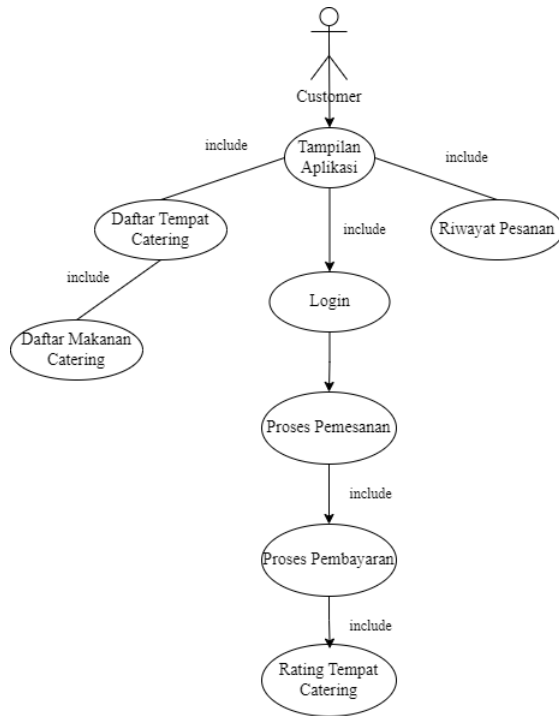 Customer
include
Tampilan
Aplikasi
include
Daftar Tempat
Catering
include
Riwayat Pesanan
include
Login
Daftar Makanan
Catering
Proses Pemesanan
include
Proses Pembayaran
include
Rating Tempat
Catering